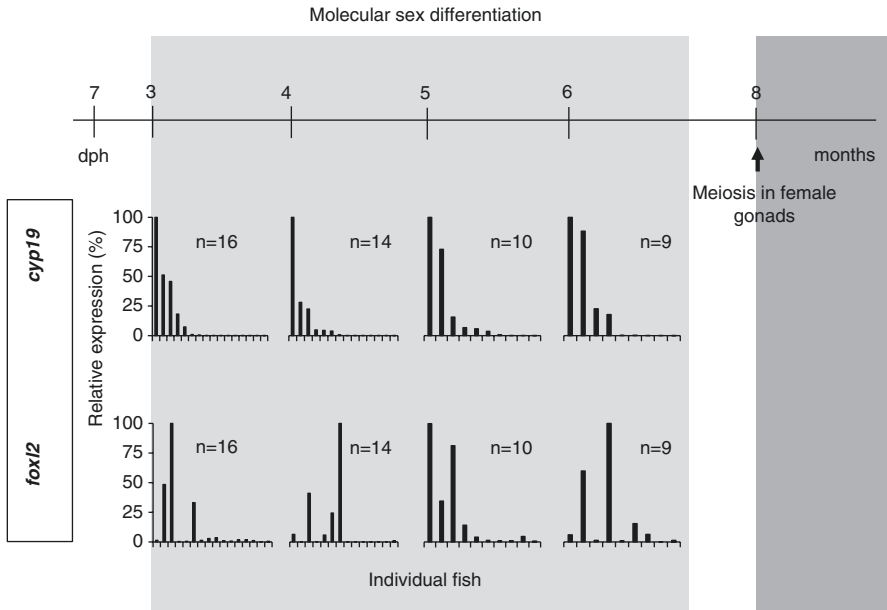 Molecular sex differentiation
7 3 4 5 6 8
dph months
Meiosis in female
gonads
cyp19
Relative expression (%)
100
75
50
25
0
n=16 n=14 n=10 n=9
foxl2
100
75
50
25
0
n=16 n=14 n=10 n=9
Individual fish